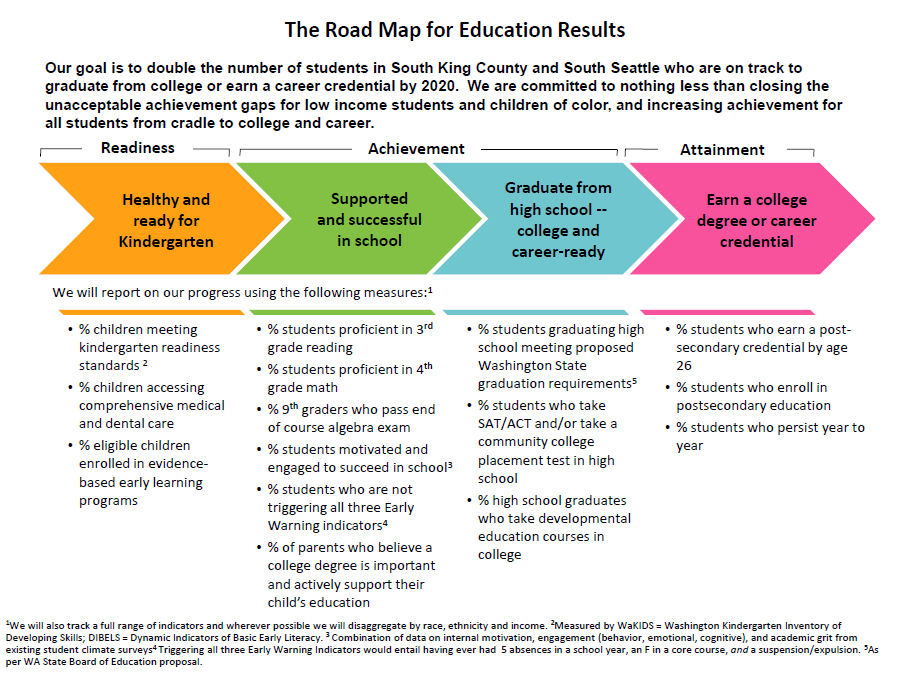 The Road Map for Education Results
Our goal is to double the number of students in South King County and South Seattle who are on track to
graduate from college or earn a career credential by 2020.  We are committed to nothing less than closing the
unacceptable achievement gaps for low income students and children of color, and increasing achievement for
all students from cradle to college and career.
Readiness
Achievement
Attainment
Healthy and
ready for
Kindergarten
Supported
and successful
in school
Graduate from
high school --
college and
career-ready
Earn a college
degree or career
credential
We will report on our progress using the following measures:¹
• % children meeting
kindergarten readiness
standards ²
• % children accessing
comprehensive medical
and dental care
• % eligible children
enrolled in evidence-
based early learning
programs
• % students proficient in 3rd
grade reading
• % students proficient in 4th
grade math
• % 9th graders who pass end
of course algebra exam
• % students motivated and
engaged to succeed in school³
• % students who are not
triggering all three Early
Warning indicators⁴
• % of parents who believe a
college degree is important
and actively support their
child's education
• % students graduating high
school meeting proposed
Washington State
graduation requirements⁵
• % students who take
SAT/ACT and/or take a
community college
placement test in high
school
• % high school graduates
who take developmental
education courses in
college
• % students who earn a post-
secondary credential by age
26
• % students who enroll in
postsecondary education
• % students who persist year to
year
¹We will also track a full range of indicators and wherever possible we will disaggregate by race, ethnicity and income. ²Measured by WaKIDS = Washington Kindergarten Inventory of
Developing Skills; DIBELS = Dynamic Indicators of Basic Early Literacy. ³ Combination of data on internal motivation, engagement (behavior, emotional, cognitive), and academic grit from
existing student climate surveys⁴ Triggering all three Early Warning Indicators would entail having ever had  5 absences in a school year, an F in a core course, and a suspension/expulsion. ⁵As
per WA State Board of Education proposal.